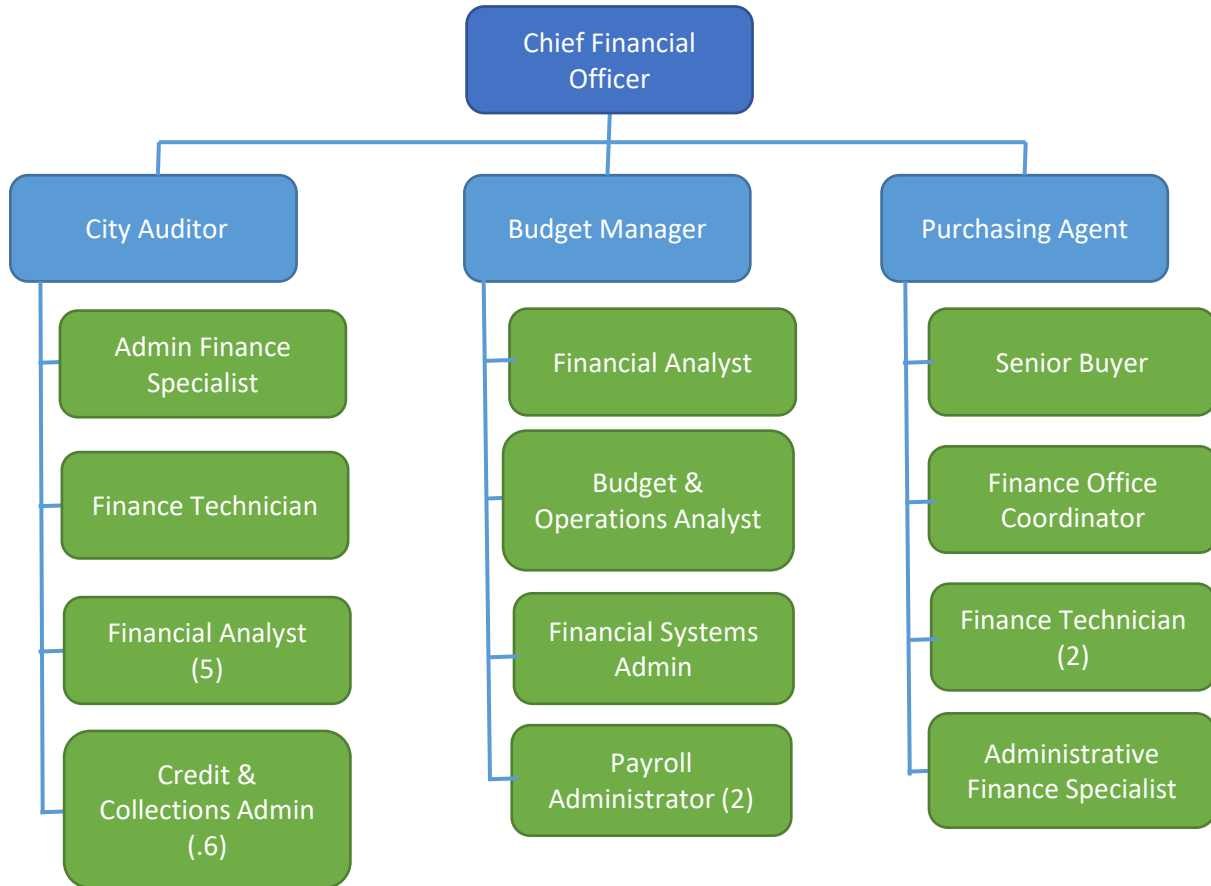 Chief Financial
Officer
City Auditor
Budget Manager
Purchasing Agent
Admin Finance
Specialist
Finance Technician
Financial Analyst
(5)
Credit &
Collections Admin
(.6)
Financial Analyst
Budget &
Operations Analyst
Financial Systems
Admin
Payroll
Administrator (2)
Senior Buyer
Finance Office
Coordinator
Finance Technician
(2)
Administrative
Finance Specialist